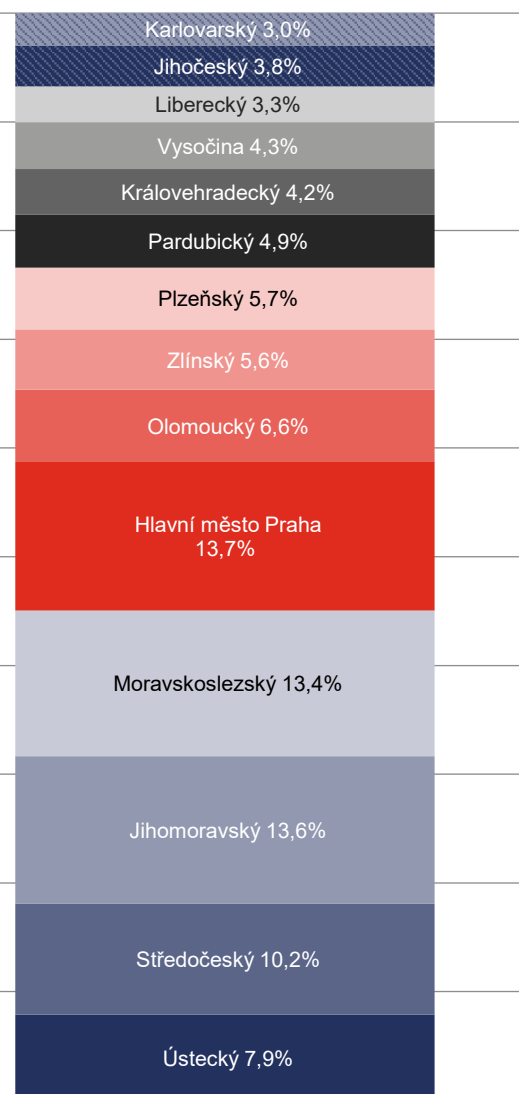 Karlovarský 3,0%
Jihočeský 3,8%
Liberecký 3,3%
Vysočina 4,3%
Královehradecký 4,2%
Pardubický 4,9%
Plzeňský 5,7%
Zlínský 5,6%
Olomoucký 6,6%
Hlavní město Praha
13,7%
Moravskoslezský 13,4%
Jihomoravský 13,6%
Středočeský 10,2%
Ústecký 7,9%